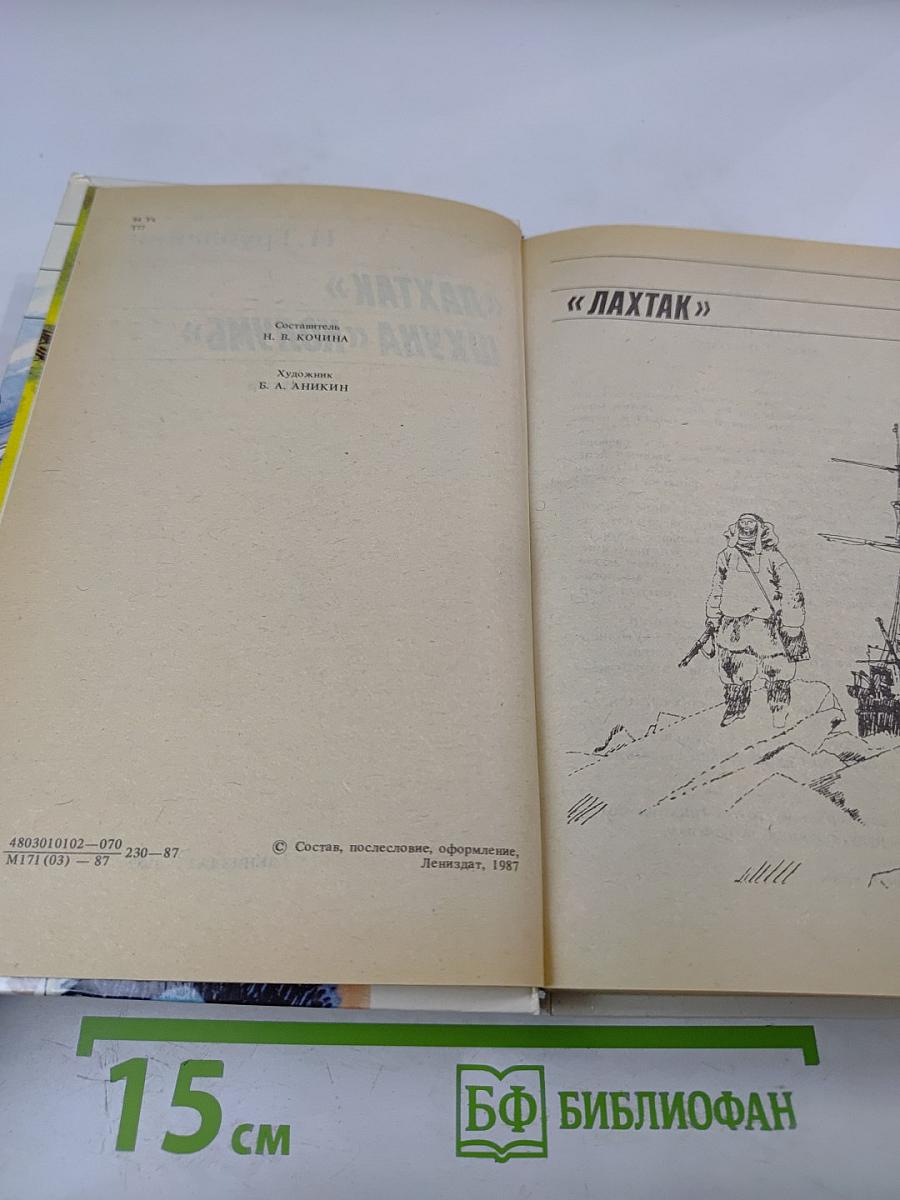 Составитель
Н. В. КОЧИНА
Художник
Б. А. АНИКИН
4803010102—070
М171(03) — 87
230—87
© Состав, послесловие, оформление,
Лениздат, 1987
«ЛАХТАК»
15 см
БФ БИБЛИОФАН